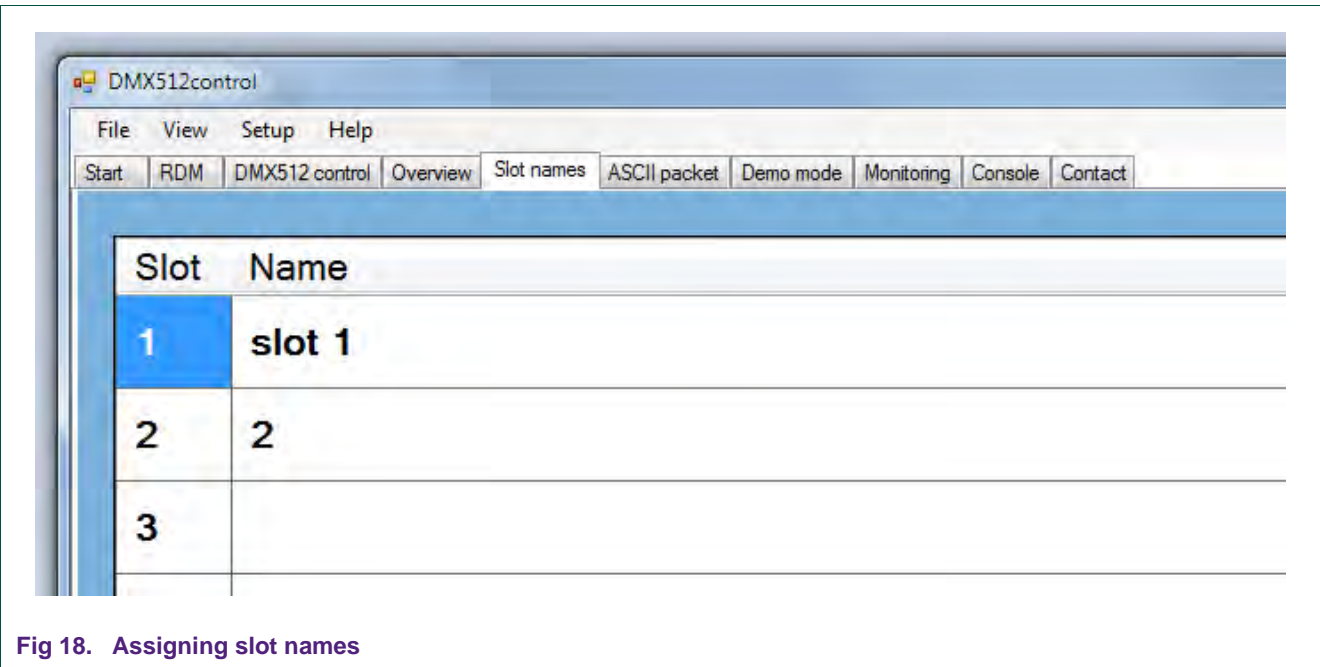 DMX512control
File View Setup Help
Start RDM DMX512 control Overview Slot names ASCII packet Demo mode Monitoring Console Contact
Slot Name
1 slot 1
2 2
3
Fig 18. Assigning slot names